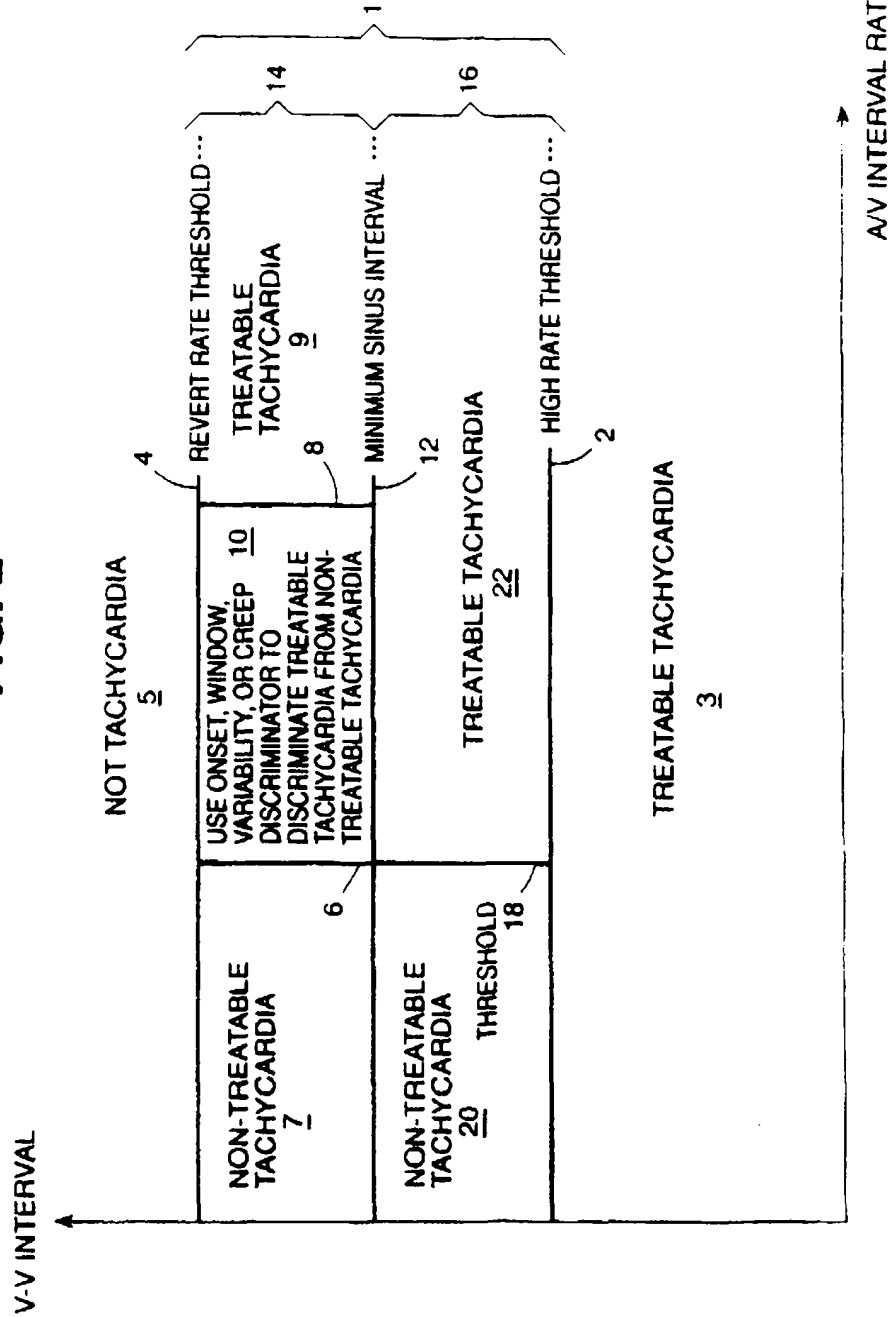 V-V INTERVAL
NOT TACHYCARDIA
5
4
REVERT RATE THRESHOLD...
NON-TREATABLE
TACHYCARDIA
7
USE ONSET, WINDOW,
VARIABILITY, OR CREEP 10
DISCRIMINATOR TO
DISCRIMINATE TREATABLE
TACHYCARDIA FROM NON-
TREATABLE TACHYCARDIA
TREATABLE
TACHYCARDIA
9
14
1
6
8
MINIMUM SINUS INTERVAL ...
12
NON-TREATABLE
TACHYCARDIA
20
THRESHOLD
18
TREATABLE TACHYCARDIA
22
16
HIGH RATE THRESHOLD ...
2
TREATABLE TACHYCARDIA
3
A/V INTERVAL RAT